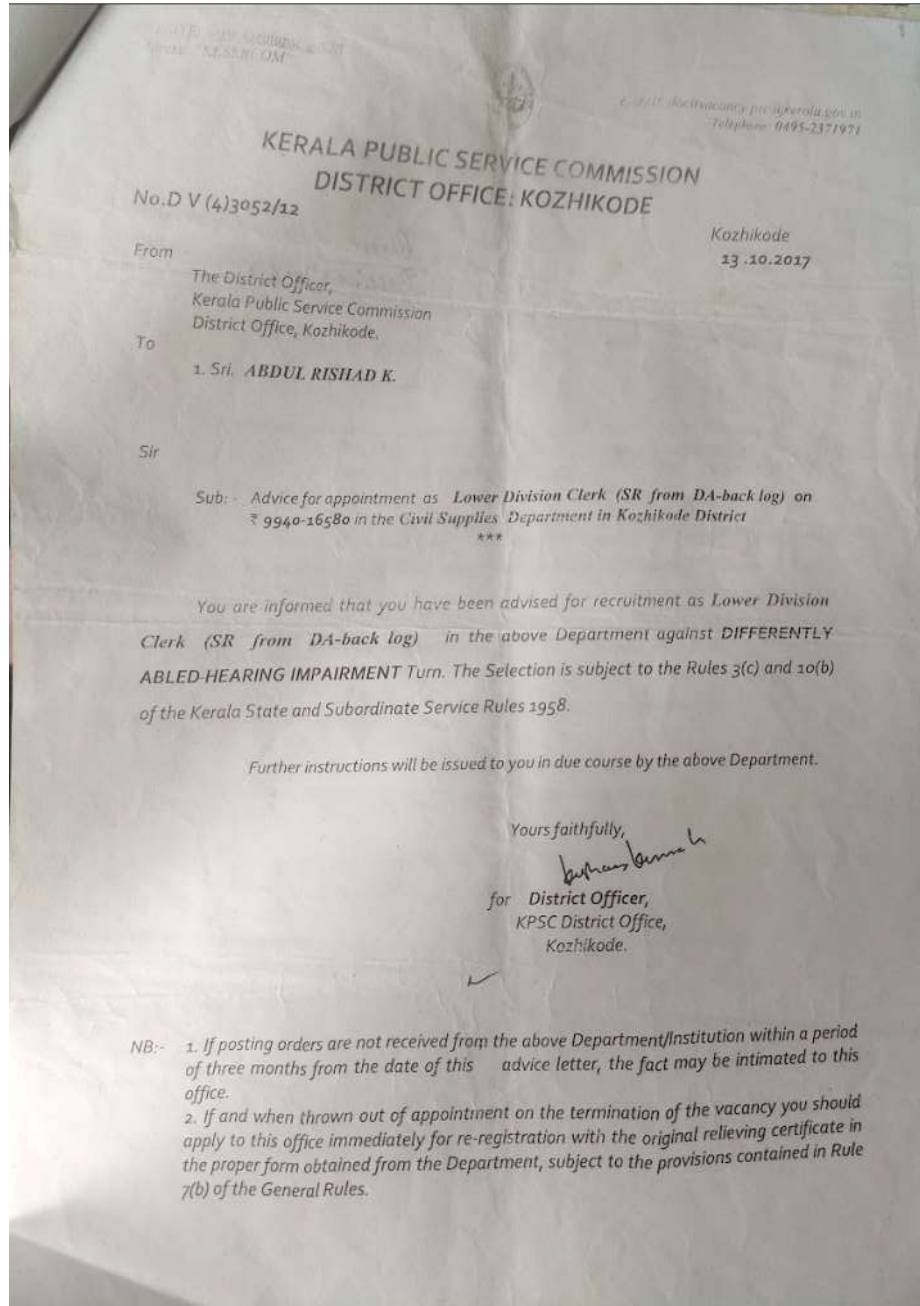 Telephone 0495-2371971
KERALA PUBLIC SERVICE COMMISSION
DISTRICT OFFICE: KOZHIKODE
No.D V (4)3052/12
Kozhikode
13 .10.2017
From
The District Officer,
Kerala Public Service Commission
District Office, Kozhikode.
To
1. Sri. ABDUL RISHAD K.
Sir
Sub: - Advice for appointment as Lower Division Clerk (SR from DA-back log) on
₹ 9940-16580 in the Civil Supplies Department in Kozhikode District
***
You are informed that you have been advised for recruitment as Lower Division
Clerk (SR from DA-back log) in the above Department against DIFFERENTLY
ABLED-HEARING IMPAIRMENT Turn. The Selection is subject to the Rules 3(c) and 10(b)
of the Kerala State and Subordinate Service Rules 1958.
Further instructions will be issued to you in due course by the above Department.
Yours faithfully,
for District Officer,
KPSC District Office,
Kozhikode.
NB:- 1. If posting orders are not received from the above Department/Institution within a period
of three months from the date of this advice letter, the fact may be intimated to this
office.
2. If and when thrown out of appointment on the termination of the vacancy you should
apply to this office immediately for re-registration with the original relieving certificate in
the proper form obtained from the Department, subject to the provisions contained in Rule
7(b) of the General Rules.